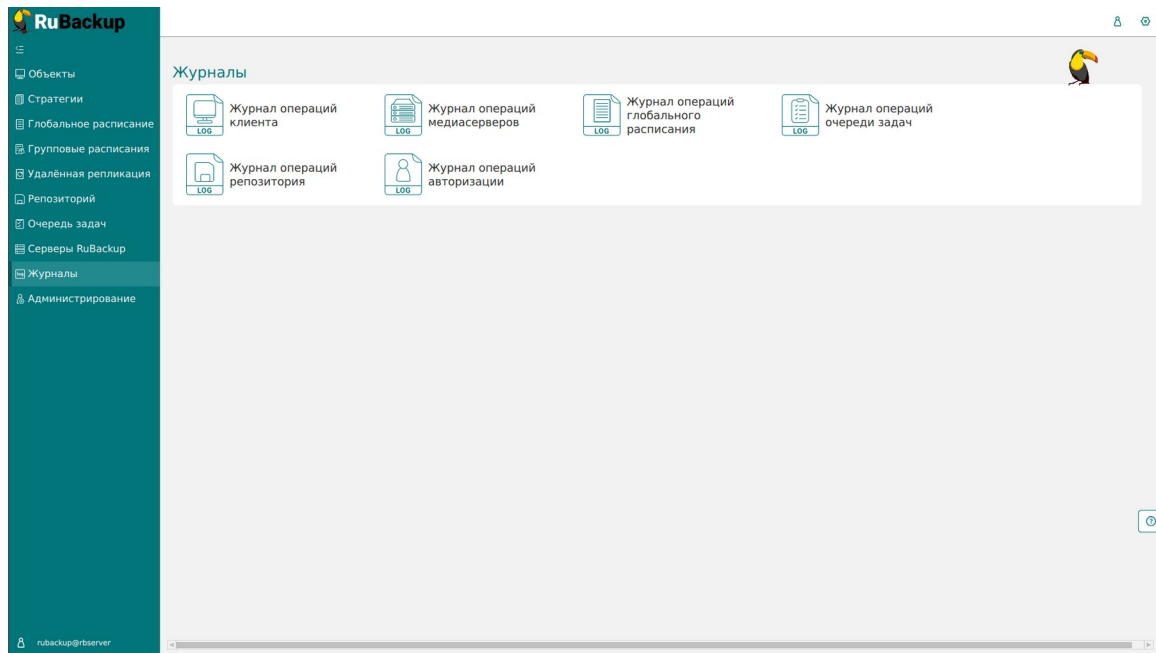 RuBackup
Объекты
Стратегии
Глобальное расписание
Групповые расписания
Удалённая репликация
Репозиторий
Очередь задач
Серверы RuBackup
Журналы
Администрирование
rubackup@rbserver
Журналы
LOG
Журнал операций
клиента
LOG
Журнал операций
медиасерверов
LOG
Журнал операций
глобального
расписания
LOG
Журнал операций
очереди задач
LOG
Журнал операций
репозитория
LOG
Журнал операций
авторизации